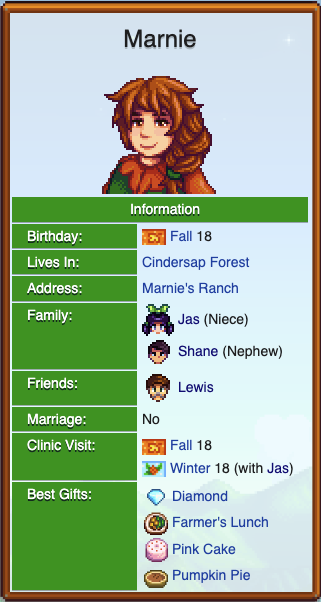 Marnie
Information
Birthday: Fall 18
Lives In: Cindersap Forest
Address: Marnie's Ranch
Family: Jas (Niece)
Shane (Nephew)
Friends: Lewis
Marriage: No
Clinic Visit: Fall 18
Winter 18 (with Jas)
Best Gifts: Diamond
Farmer's Lunch
Pink Cake
Pumpkin Pie